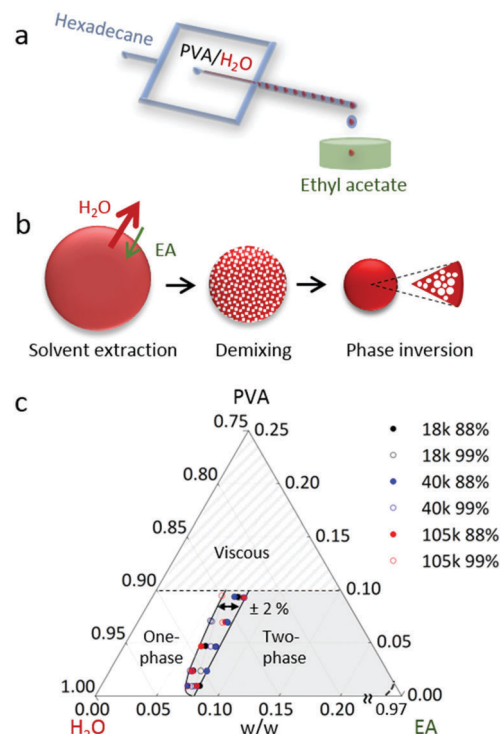 a
Hexadecane
PVA/H₂O
Ethyl acetate
b
H₂O
EA
Solvent extraction
Demixing
Phase inversion
c
PVA
0.75
0.25
0.80
0.20
0.85
0.15
0.90
0.10
0.95
0.05
1.00
0.00
Viscous
± 2 %
One-
phase
Two-
phase
18k 88%
18k 99%
40k 88%
40k 99%
105k 88%
105k 99%
0.00
0.05
0.10
0.15
0.20
0.97
≈
H₂O
w/w
EA